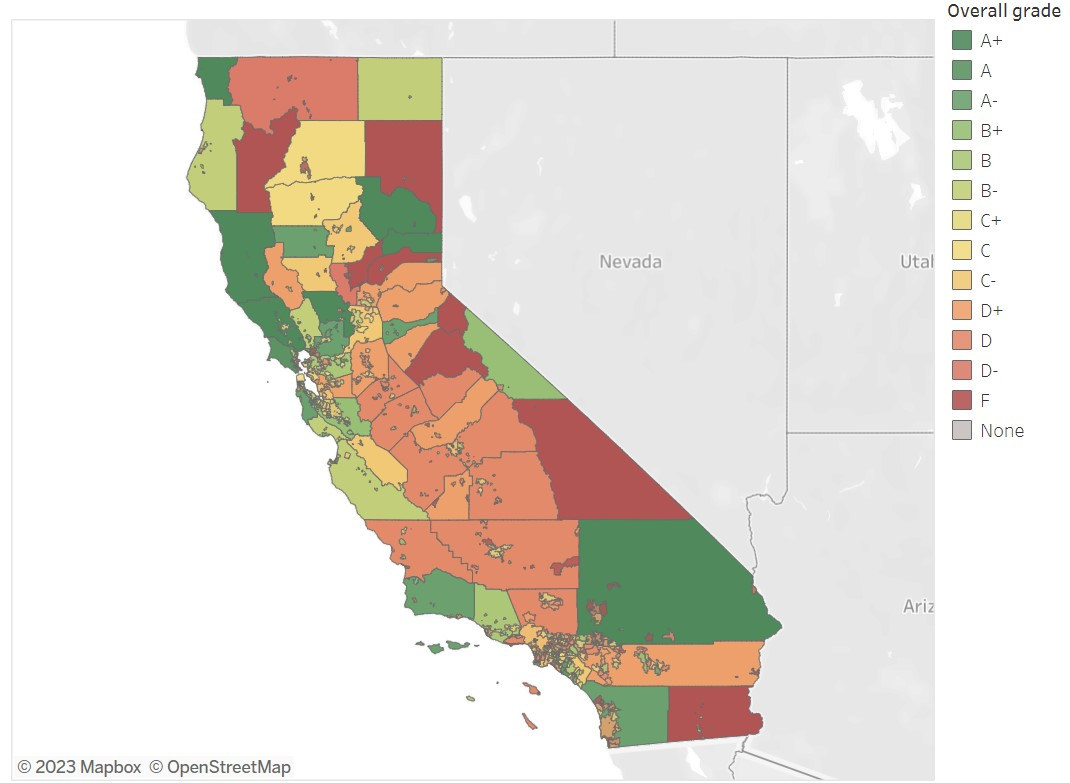 Overall grade
A+
A
A-
B+
B
B-
C+
C
C-
D+
D
D-
F
None
Nevada
Utah
Ariz
© 2023 Mapbox © OpenStreetMap